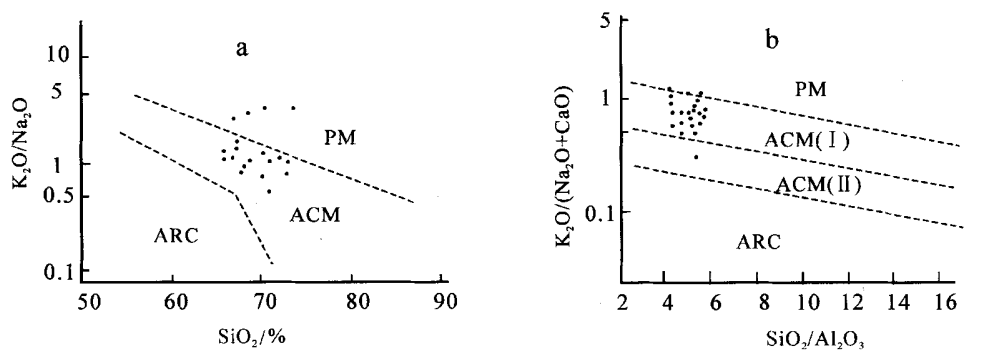 a
K₂O/Na₂O
10
5
1
0.5
0.1
PM
ACM
ARC
50 60 70 80 90
SiO₂/%
b
K₂O/(Na₂O+CaO)
5
1
0.1
PM
ACM(Ⅰ)
ACM(Ⅱ)
ARC
2 4 6 8 10 12 14 16
SiO₂/Al₂O₃